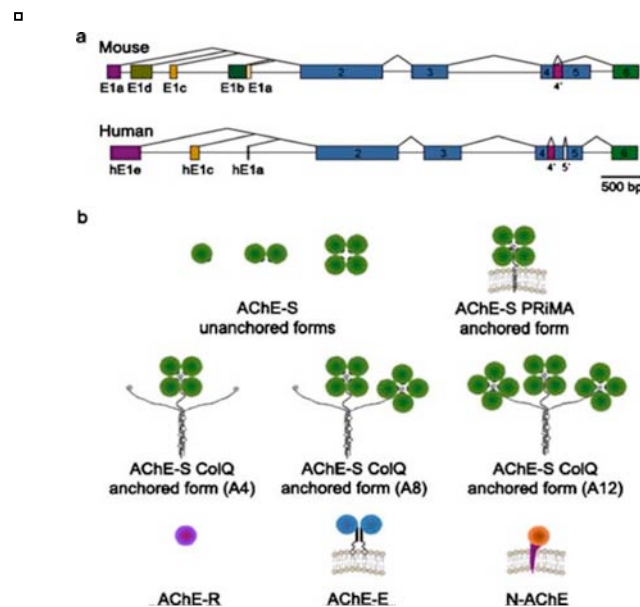 a
Mouse
2 3 4 5 6
4'
E1a E1d E1c E1b E1a
Human
2 3 4 5 6
4' 5'
hE1e hE1c hE1a
500 bp
b
AChE-S
unanchored forms
AChE-S PRiMA
anchored form
AChE-S ColQ
anchored form (A4)
AChE-S ColQ
anchored form (A8)
AChE-S ColQ
anchored form (A12)
AChE-R
AChE-E
N-AChE